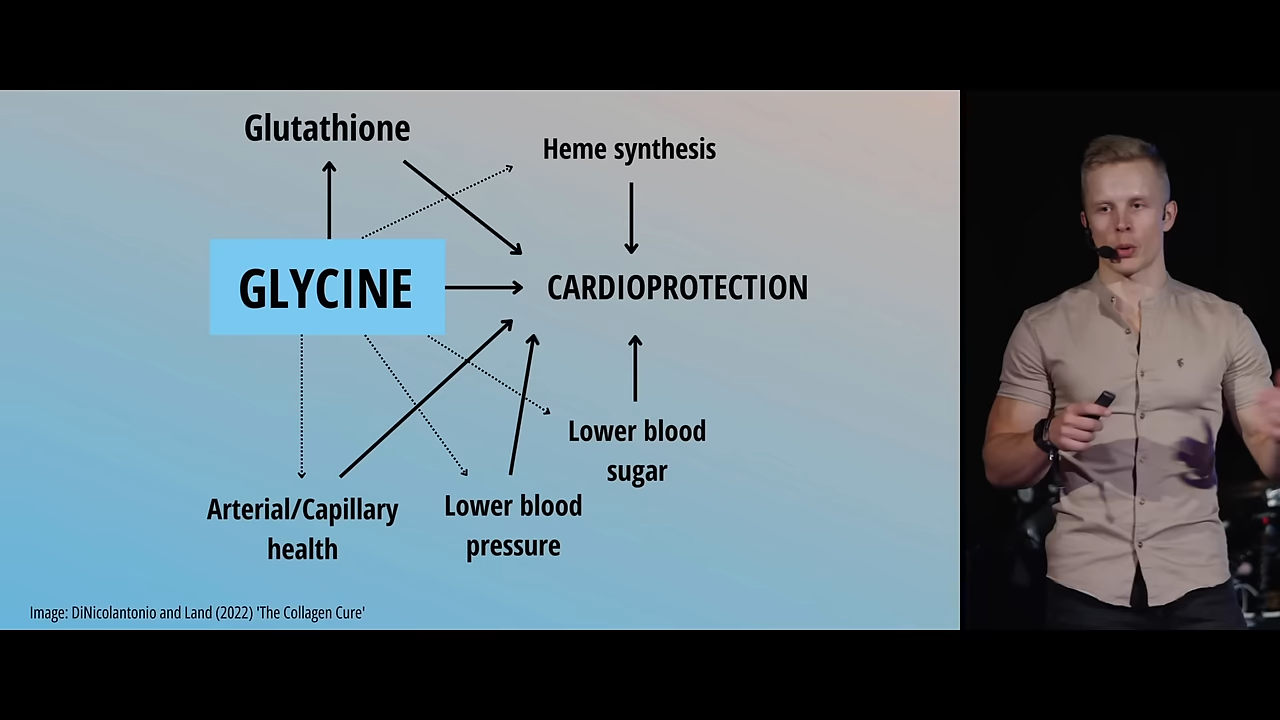 Glutathione
Heme synthesis
GLYCINE
CARDIOPROTECTION
Lower blood
sugar
Arterial/Capillary
health
Lower blood
pressure
Image: DiNicolantonio and Land (2022) 'The Collagen Cure'